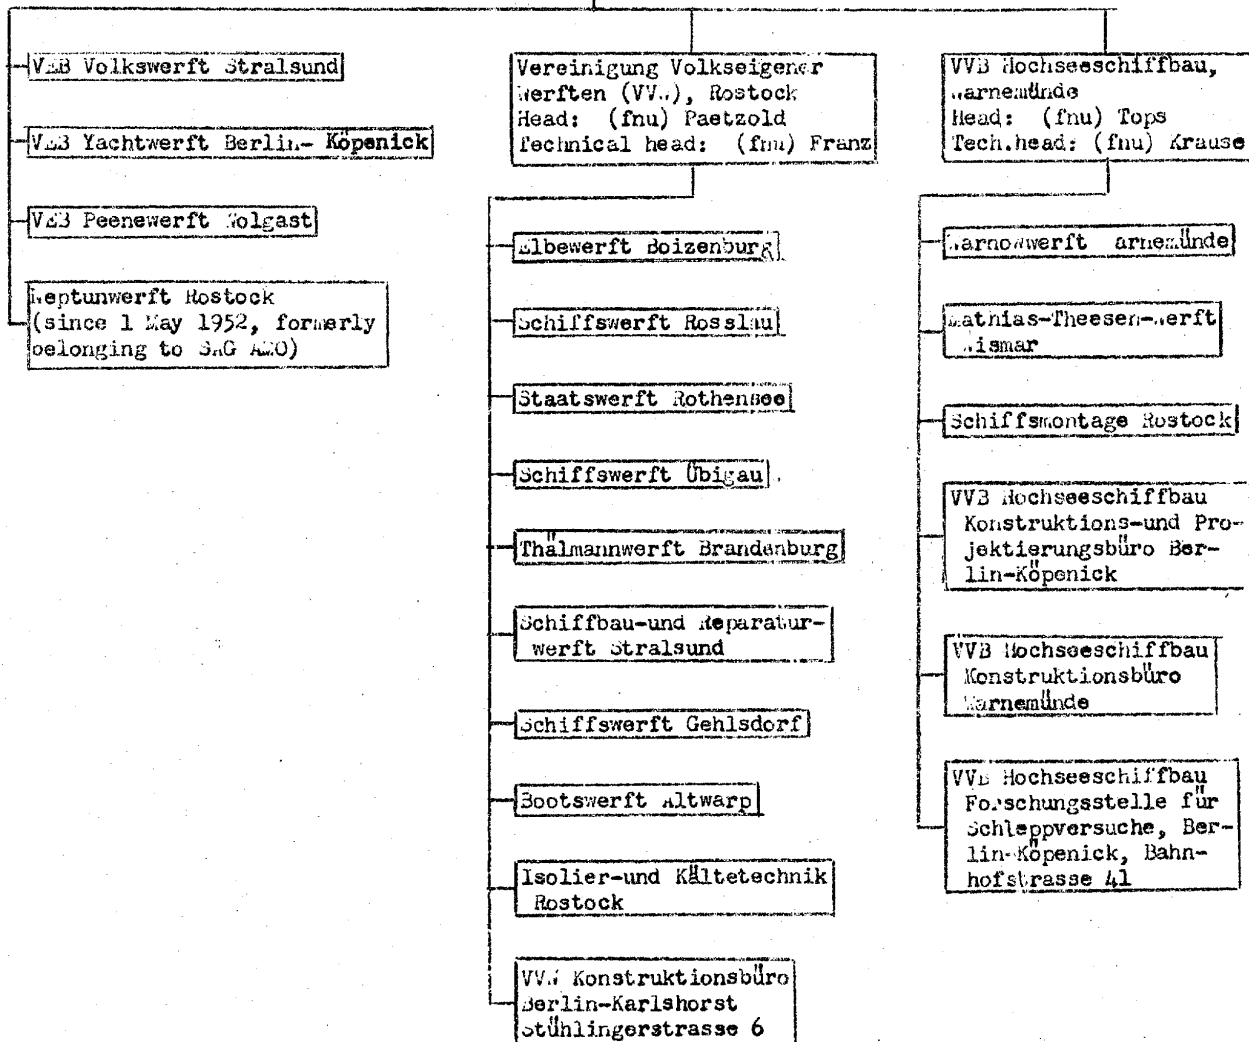 VEB Volkswerft Stralsund
VEB Yachtwerft Berlin- Köpenick
VEB Peenewerft Wolgast
Neptunwerft Rostock
(since 1 May 1952, formerly
belonging to SAG AMO)
Vereinigung Volkseigener
Werften (VVW), Rostock
Head: (fnu) Paetzold
Technical head: (fnu) Franz
Elbewerft Boizenburg
Schiffswerft Rosslau
Staatswerft Rothensee
Schiffswerft Übigau
Thälmannwerft Brandenburg
Schiffbau-und Reparatur-
werft Stralsund
Schiffswerft Gehlsdorf
Bootswerft Altwarp
Isolier-und Kältetechnik
Rostock
VVW Konstruktionsbüro
Berlin-Karlshorst
Stühlingerstrasse 6
VVB Hochseeschiffbau,
Warnemünde
Head: (fnu) Tops
Tech.head: (fnu) Krause
Warnowwerft Warnemünde
Mathias-Theesen-Werft
Wismar
Schiffsmontage Rostock
VVB Hochseeschiffbau
Konstruktions-und Pro-
jektierungsbüro Ber-
lin-Köpenick
VVB Hochseeschiffbau
Konstruktionsbüro
Warnemünde
VVB Hochseeschiffbau
Forschungsstelle für
Schleppversuche, Ber-
lin-Köpenick, Bahn-
hofstrasse 41